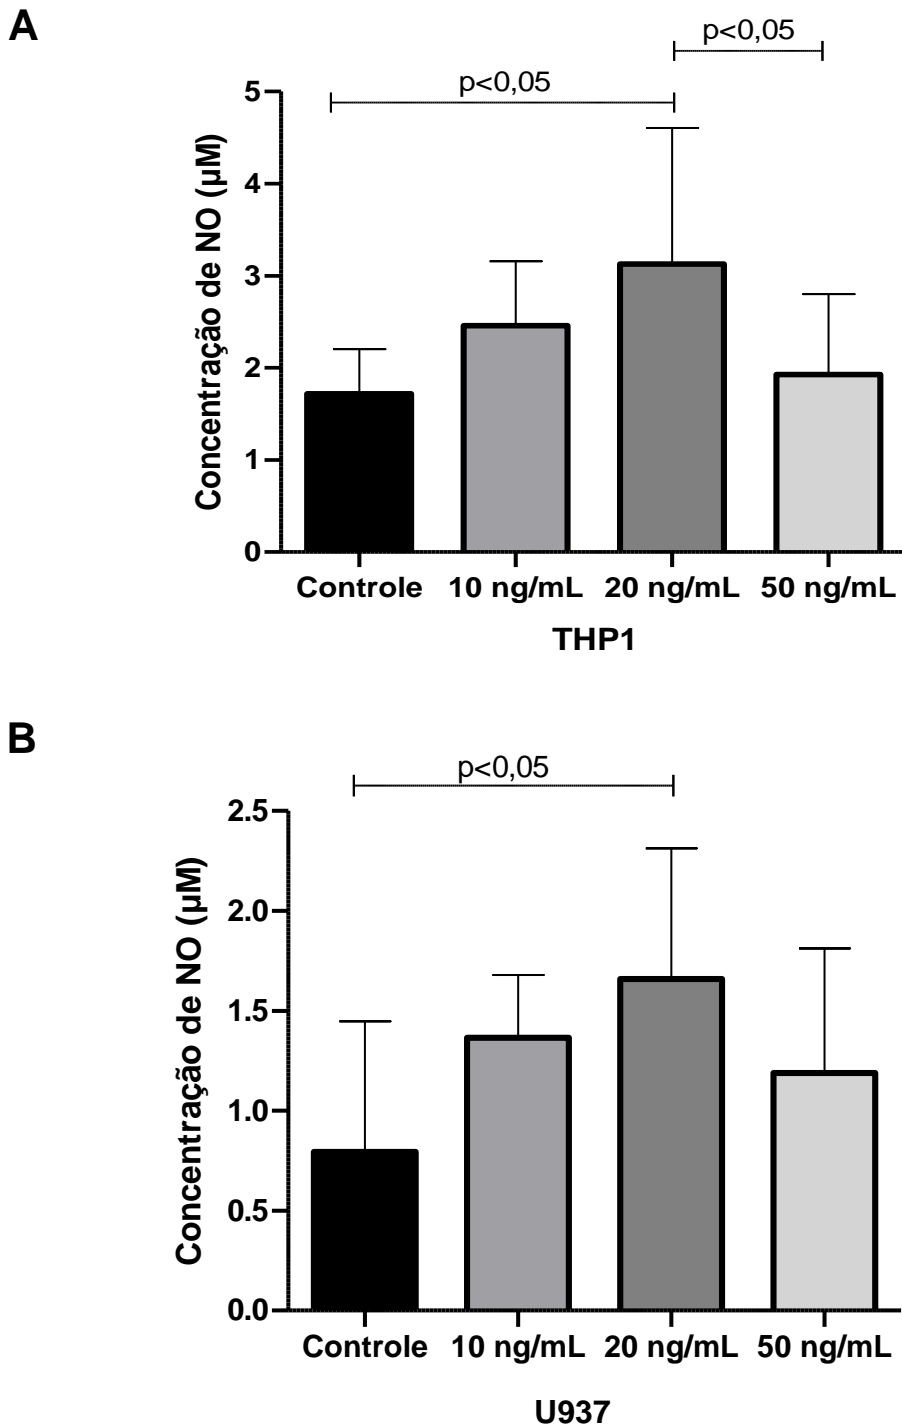 A
p<0,05
p<0,05
5
4
3
2
1
0
Concentração de NO (µM)
Controle 10 ng/mL 20 ng/mL 50 ng/mL
THP1
B
p<0,05
2.5
2.0
1.5
1.0
0.5
0.0
Concentração de NO (µM)
Controle 10 ng/mL 20 ng/mL 50 ng/mL
U937